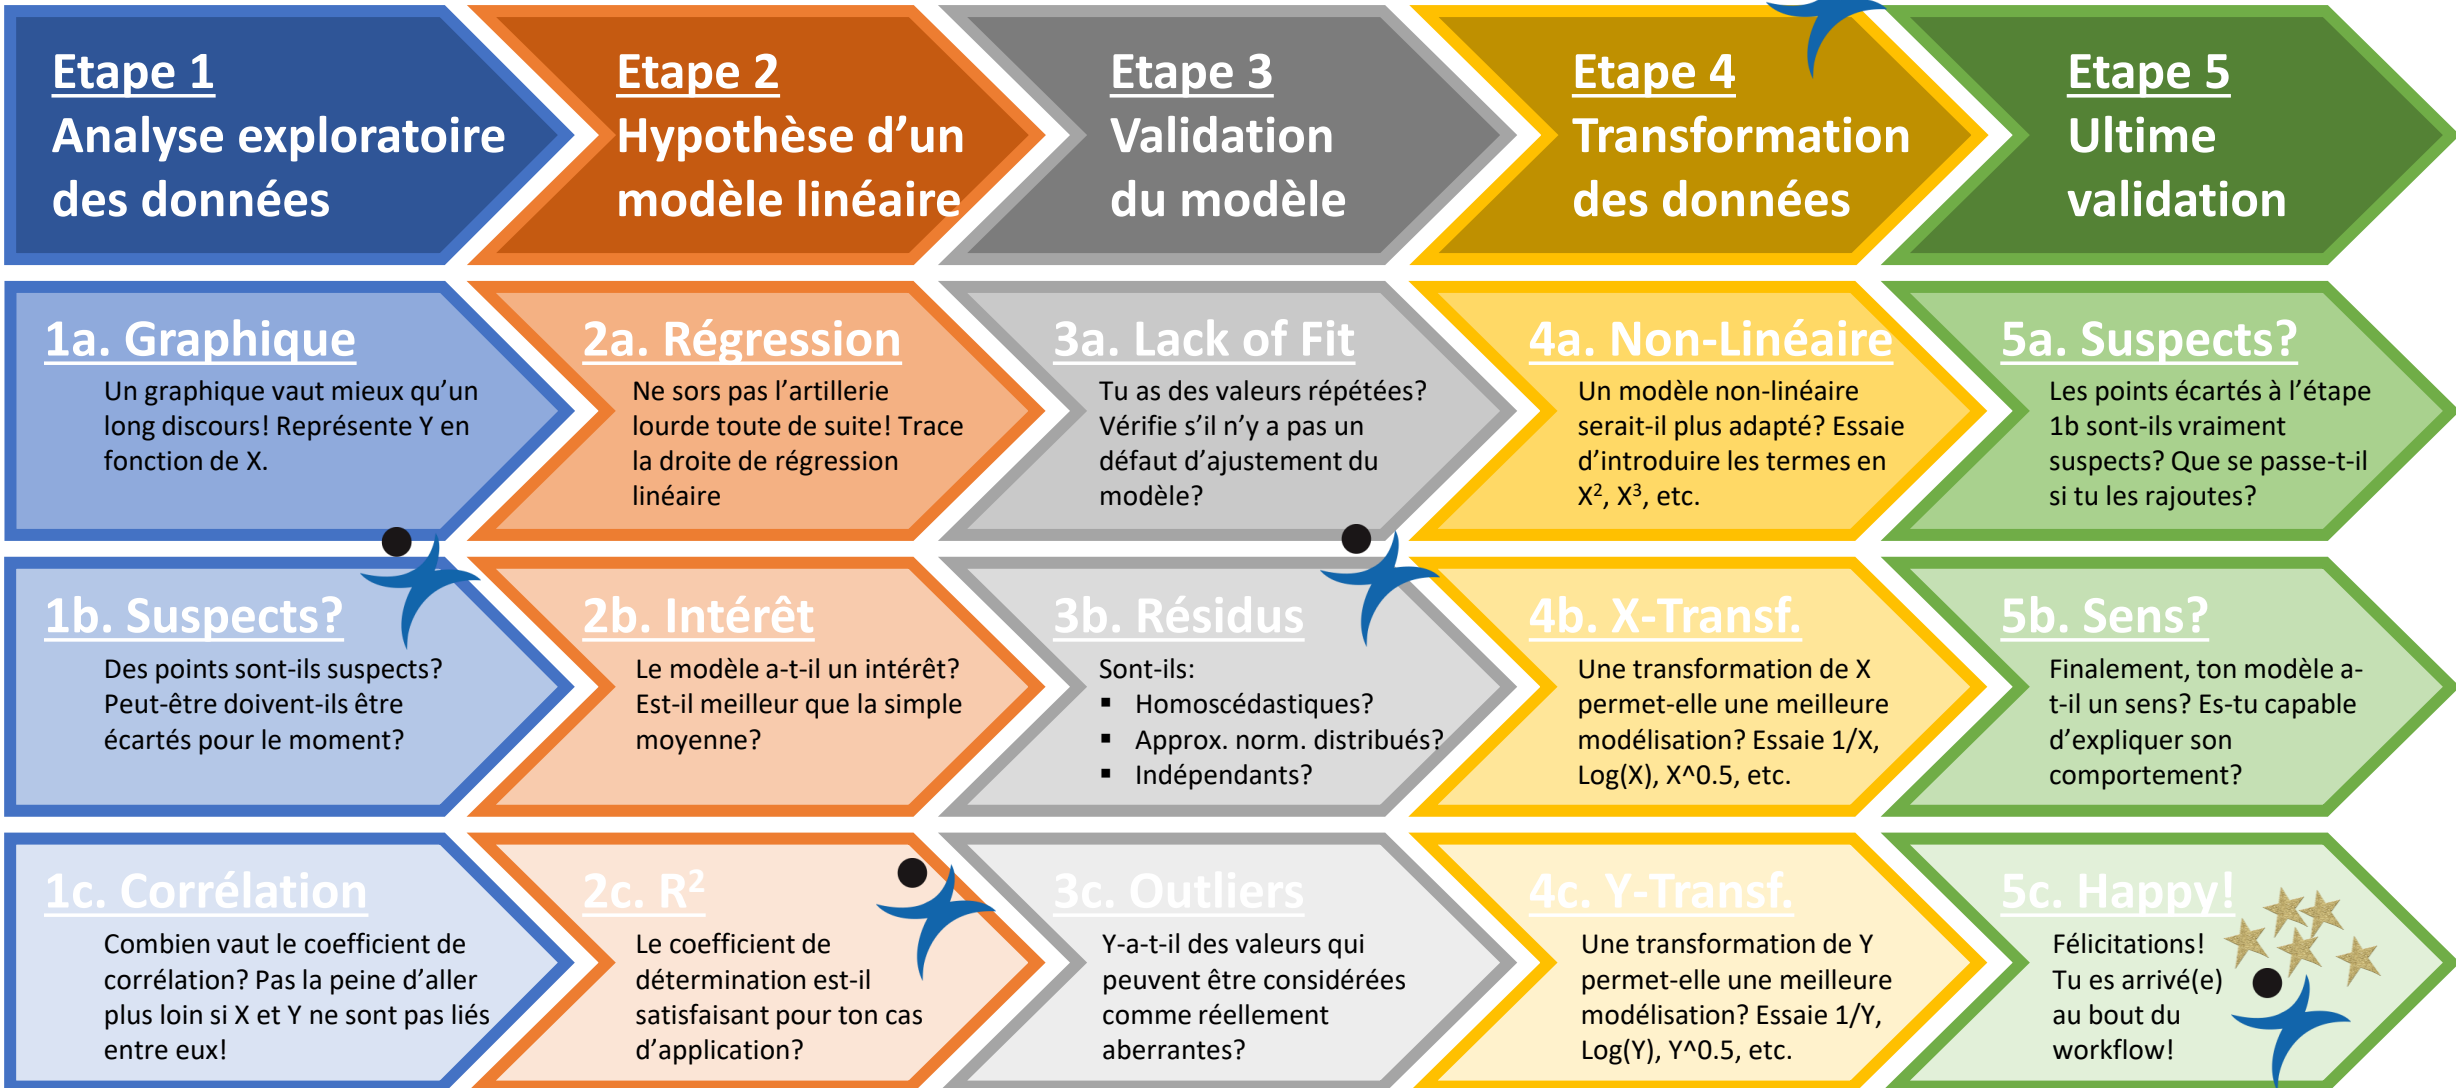 Etape 1
Analyse exploratoire
des données
Etape 2
Hypothèse d’un
modèle linéaire
Etape 3
Validation
du modèle
Etape 4
Transformation
des données
Etape 5
Ultime
validation
1a. Graphique
Un graphique vaut mieux qu’un
long discours! Représente Y en
fonction de X.
2a. Régression
Ne sors pas l’artillerie
lourde toute de suite! Trace
la droite de régression
linéaire
3a. Lack of Fit
Tu as des valeurs répétées?
Vérifie s’il n’y a pas un
défaut d’ajustement du
modèle?
4a. Non-Linéaire
Un modèle non-linéaire
serait-il plus adapté? Essaie
d’introduire les termes en
X², X³, etc.
5a. Suspects?
Les points écartés à l’étape
1b sont-ils vraiment
suspects? Que se passe-t-il
si tu les rajoutes?
1b. Suspects?
Des points sont-ils suspects?
Peut-être doivent-ils être
écartés pour le moment?
2b. Intérêt
Le modèle a-t-il un intérêt?
Est-il meilleur que la simple
moyenne?
3b. Résidus
Sont-ils:
▪ Homoscédastiques?
▪ Approx. norm. distribués?
▪ Indépendants?
4b. X-Transf.
Une transformation de X
permet-elle une meilleure
modélisation? Essaie 1/X,
Log(X), X^0.5, etc.
5b. Sens?
Finalement, ton modèle a-
t-il un sens? Es-tu capable
d’expliquer son
comportement?
1c. Corrélation
Combien vaut le coefficient de
corrélation? Pas la peine d’aller
plus loin si X et Y ne sont pas liés
entre eux!
2c. R²
Le coefficient de
détermination est-il
satisfaisant pour ton cas
d’application?
3c. Outliers
Y-a-t-il des valeurs qui
peuvent être considérées
comme réellement
aberrantes?
4c. Y-Transf.
Une transformation de Y
permet-elle une meilleure
modélisation? Essaie 1/Y,
Log(Y), Y^0.5, etc.
5c. Happy!
Félicitations!
Tu es arrivé(e)
au bout du
workflow!